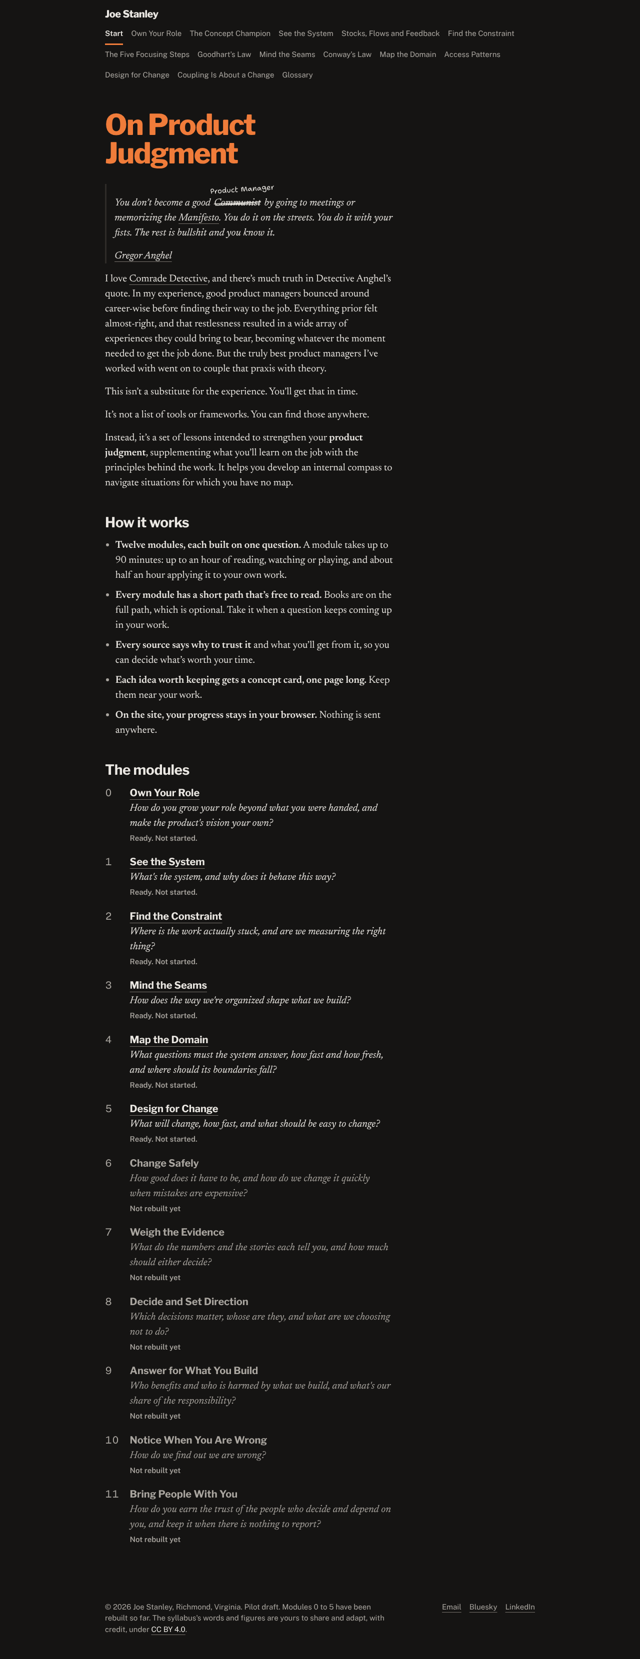 Joe Stanley
Start Own Your Role The Concept Champion See the System Stocks, Flows and Feedback Find the Constraint
The Five Focusing Steps Goodhart's Law Mind the Seams Conway's Law Map the Domain Access Patterns
Design for Change Coupling Is About a Change Glossary
On Product
Judgment
Product Manager
You don't become a good Communist by going to meetings or
memorizing the Manifesto. You do it on the streets. You do it with your
fists. The rest is bullshit and you know it.
Gregor Anghel
I love Comrade Detective, and there's much truth in Detective Anghel's
quote. In my experience, good product managers bounced around
career-wise before finding their way to the job. Everything prior felt
almost-right, and that restlessness resulted in a wide array of
experiences they could bring to bear, becoming whatever the moment
needed to get the job done. But the truly best product managers I've
worked with went on to couple that praxis with theory.
This isn't a substitute for the experience. You'll get that in time.
It's not a list of tools or frameworks. You can find those anywhere.
Instead, it's a set of lessons intended to strengthen your product
judgment, supplementing what you'll learn on the job with the
principles behind the work. It helps you develop an internal compass to
navigate situations for which you have no map.
How it works
• Twelve modules, each built on one question. A module takes up to
90 minutes: up to an hour of reading, watching or playing, and about
half an hour applying it to your own work.
• Every module has a short path that's free to read. Books are on the
full path, which is optional. Take it when a question keeps coming up
in your work.
• Every source says why to trust it and what you'll get from it, so you
can decide what's worth your time.
• Each idea worth keeping gets a concept card, one page long. Keep
them near your work.
• On the site, your progress stays in your browser. Nothing is sent
anywhere.
The modules
0 Own Your Role
How do you grow your role beyond what you were handed, and
make the product's vision your own?
Ready. Not started.
1 See the System
What's the system, and why does it behave this way?
Ready. Not started.
2 Find the Constraint
Where is the work actually stuck, and are we measuring the right
thing?
Ready. Not started.
3 Mind the Seams
How does the way we're organized shape what we build?
Ready. Not started.
4 Map the Domain
What questions must the system answer, how fast and how fresh,
and where should its boundaries fall?
Ready. Not started.
5 Design for Change
What will change, how fast, and what should be easy to change?
Ready. Not started.
6 Change Safely
How good does it have to be, and how do we change it quickly
when mistakes are expensive?
Not rebuilt yet
7 Weigh the Evidence
What do the numbers and the stories each tell you, and how much
should either decide?
Not rebuilt yet
8 Decide and Set Direction
Which decisions matter, whose are they, and what are we choosing
not to do?
Not rebuilt yet
9 Answer for What You Build
Who benefits and who is harmed by what we build, and what's our
share of the responsibility?
Not rebuilt yet
10 Notice When You Are Wrong
How do we find out we are wrong?
Not rebuilt yet
11 Bring People With You
How do you earn the trust of the people who decide and depend on
you, and keep it when there is nothing to report?
Not rebuilt yet
© 2026 Joe Stanley, Richmond, Virginia. Pilot draft. Modules 0 to 5 have been
rebuilt so far. The syllabus's words and figures are yours to share and adapt, with
credit, under CC BY 4.0.
Email Bluesky LinkedIn